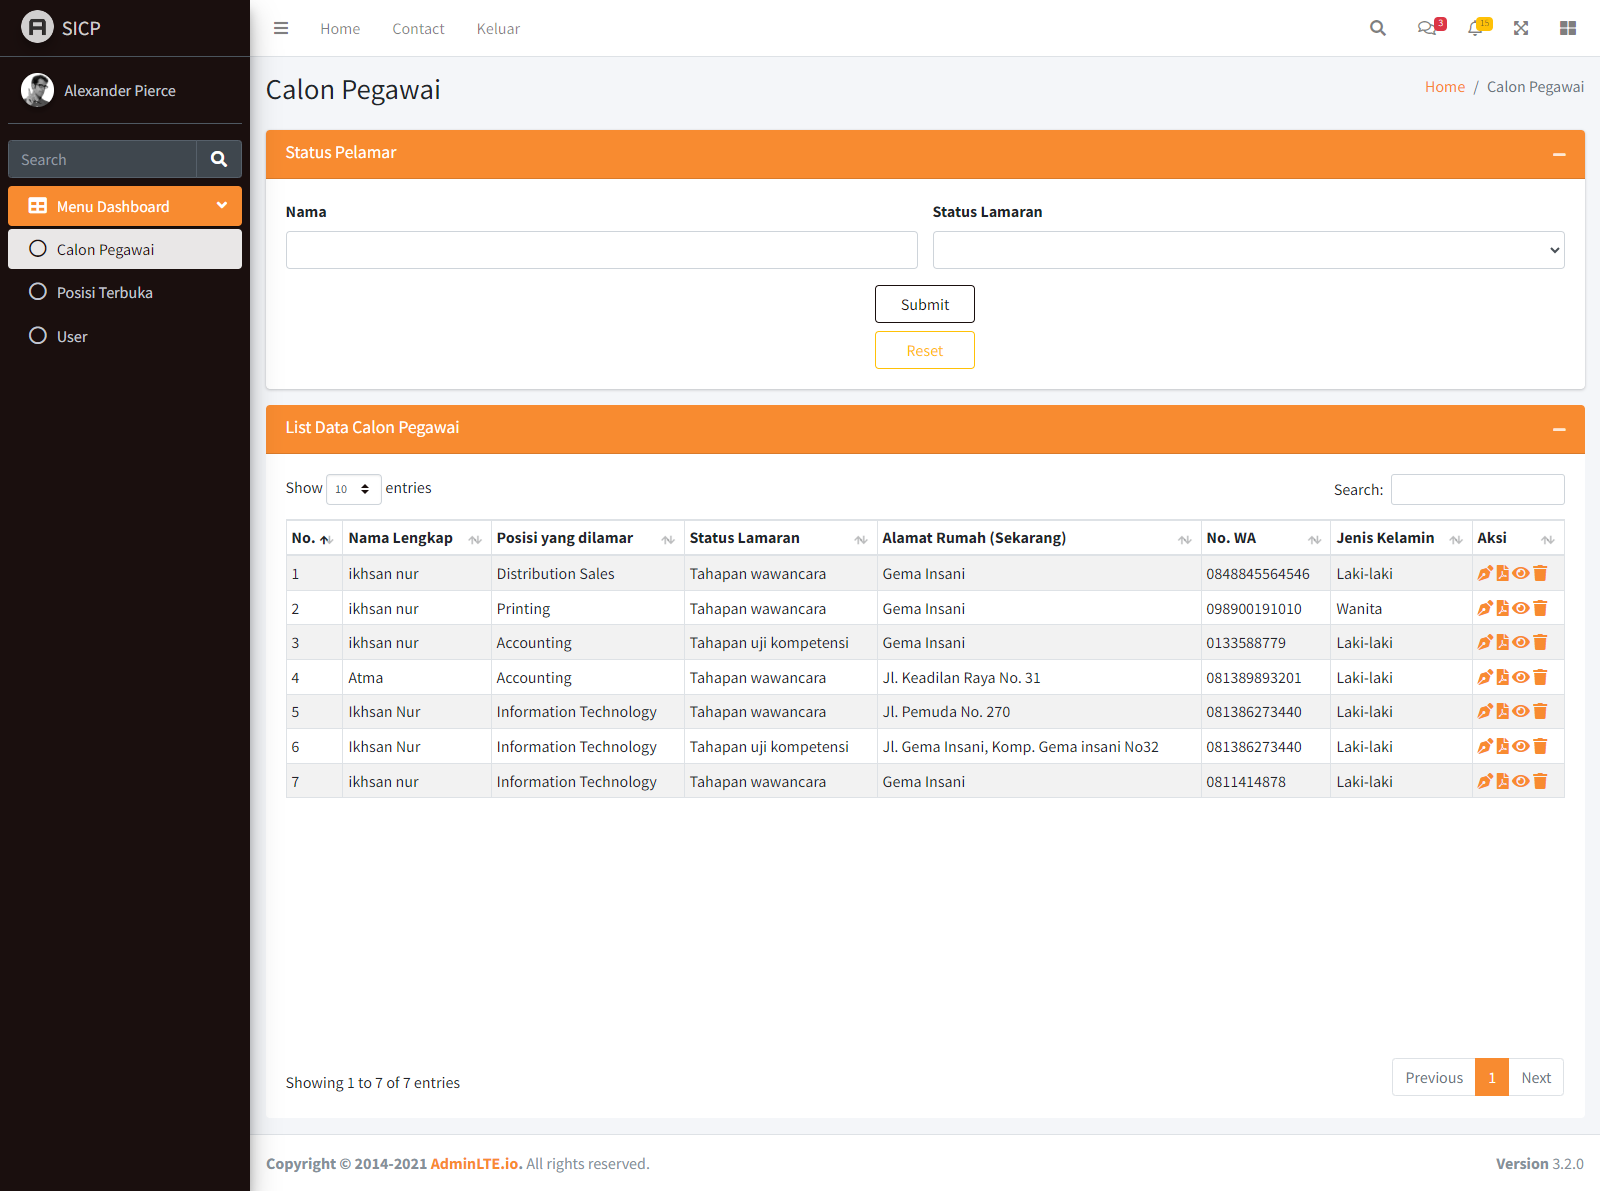 SICP
Home Contact Keluar 3 15
Alexander Pierce
Calon Pegawai
Home / Calon Pegawai
Search
Menu Dashboard
Calon Pegawai
Posisi Terbuka
User
Status Pelamar
Nama Status Lamaran
Submit
Reset
List Data Calon Pegawai
Show 10 entries Search:
No. Nama Lengkap Posisi yang dilamar Status Lamaran Alamat Rumah (Sekarang) No. WA Jenis Kelamin Aksi
1 ikhsan nur Distribution Sales Tahapan wawancara Gema Insani 0848845564546 Laki-laki
2 ikhsan nur Printing Tahapan wawancara Gema Insani 098900191010 Wanita
3 ikhsan nur Accounting Tahapan uji kompetensi Gema Insani 0133588779 Laki-laki
4 Atma Accounting Tahapan wawancara Jl. Keadilan Raya No. 31 081389893201 Laki-laki
5 Ikhsan Nur Information Technology Tahapan wawancara Jl. Pemuda No. 270 081386273440 Laki-laki
6 Ikhsan Nur Information Technology Tahapan uji kompetensi Jl. Gema Insani, Komp. Gema insani No32 081386273440 Laki-laki
7 ikhsan nur Information Technology Tahapan wawancara Gema Insani 0811414878 Laki-laki
Showing 1 to 7 of 7 entries
Previous 1 Next
Copyright © 2014-2021 AdminLTE.io. All rights reserved.
Version 3.2.0